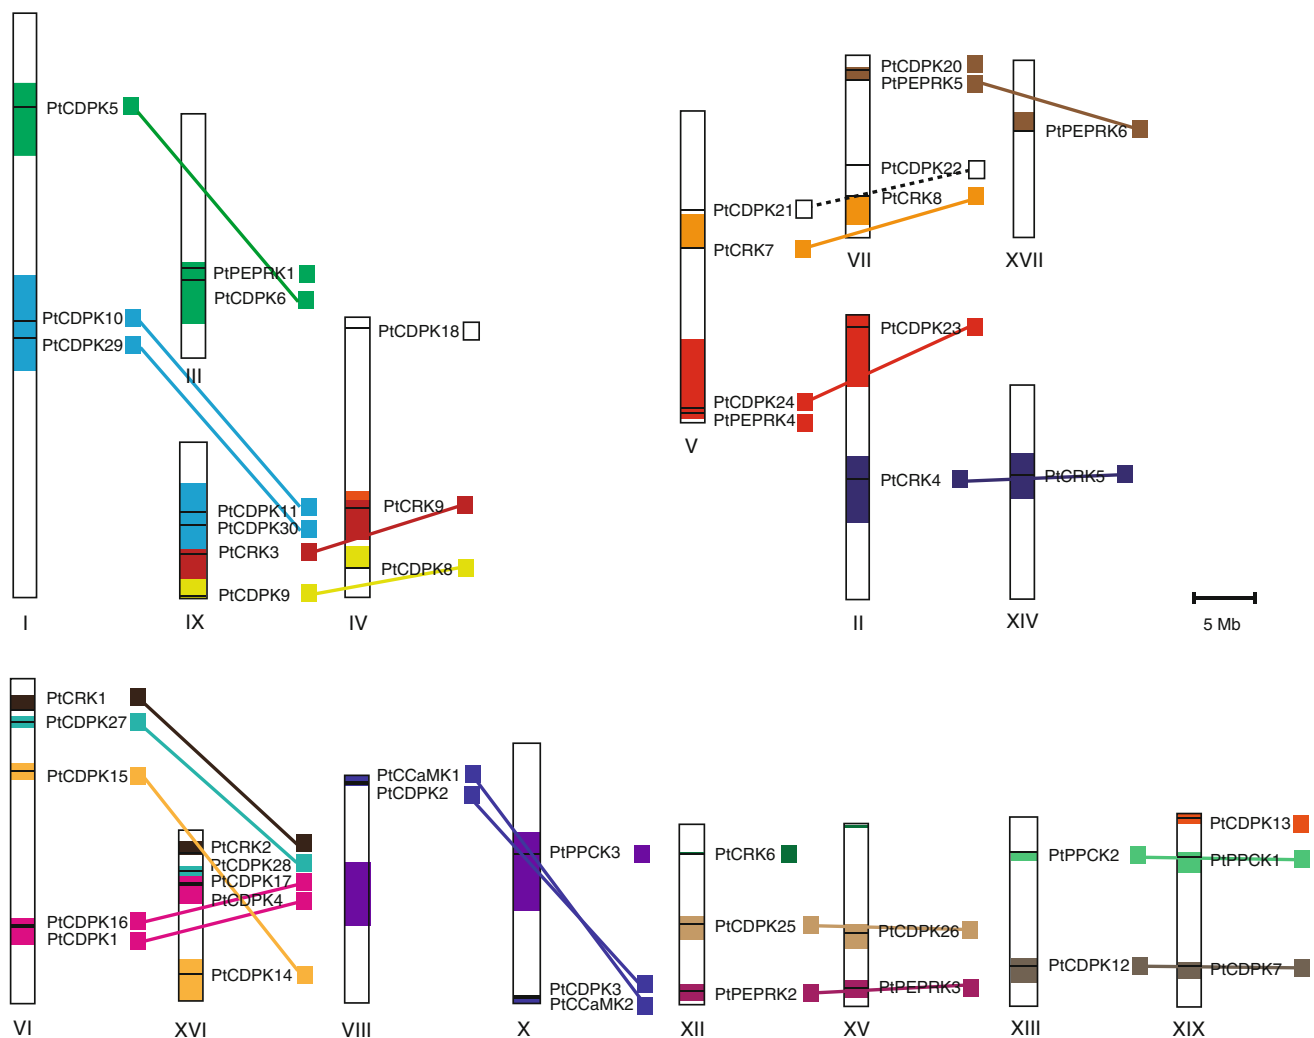 PtCDPK5
PtPEPRK1
PtCDPK6
PtCDPK10
PtCDPK29
III
PtCDPK18
PtCDPK11
PtCDPK30
PtCRK3
PtCDPK9
PtCRK9
PtCDPK8
I
IX
IV
PtCDPK20
PtPEPRK5
PtPEPRK6
PtCDPK22
PtCRK8
PtCDPK21
PtCRK7
VII
XVII
PtCDPK23
PtCDPK24
PtPEPRK4
V
PtCRK4
PtCRK5
II
XIV
5 Mb
PtCRK1
PtCDPK27
PtCDPK15
PtCRK2
PtCDPK28
PtCDPK17
PtCDPK4
PtCDPK16
PtCDPK1
PtCDPK14
VI
XVI
PtCCaMK1
PtCDPK2
PtPPCK3
PtCDPK3
PtCCaMK2
VIII
X
PtCRK6
PtCDPK25
PtCDPK26
PtPEPRK2
PtPEPRK3
XII
XV
PtCDPK13
PtPPCK2
PtPPCK1
PtCDPK12
PtCDPK7
XIII
XIX